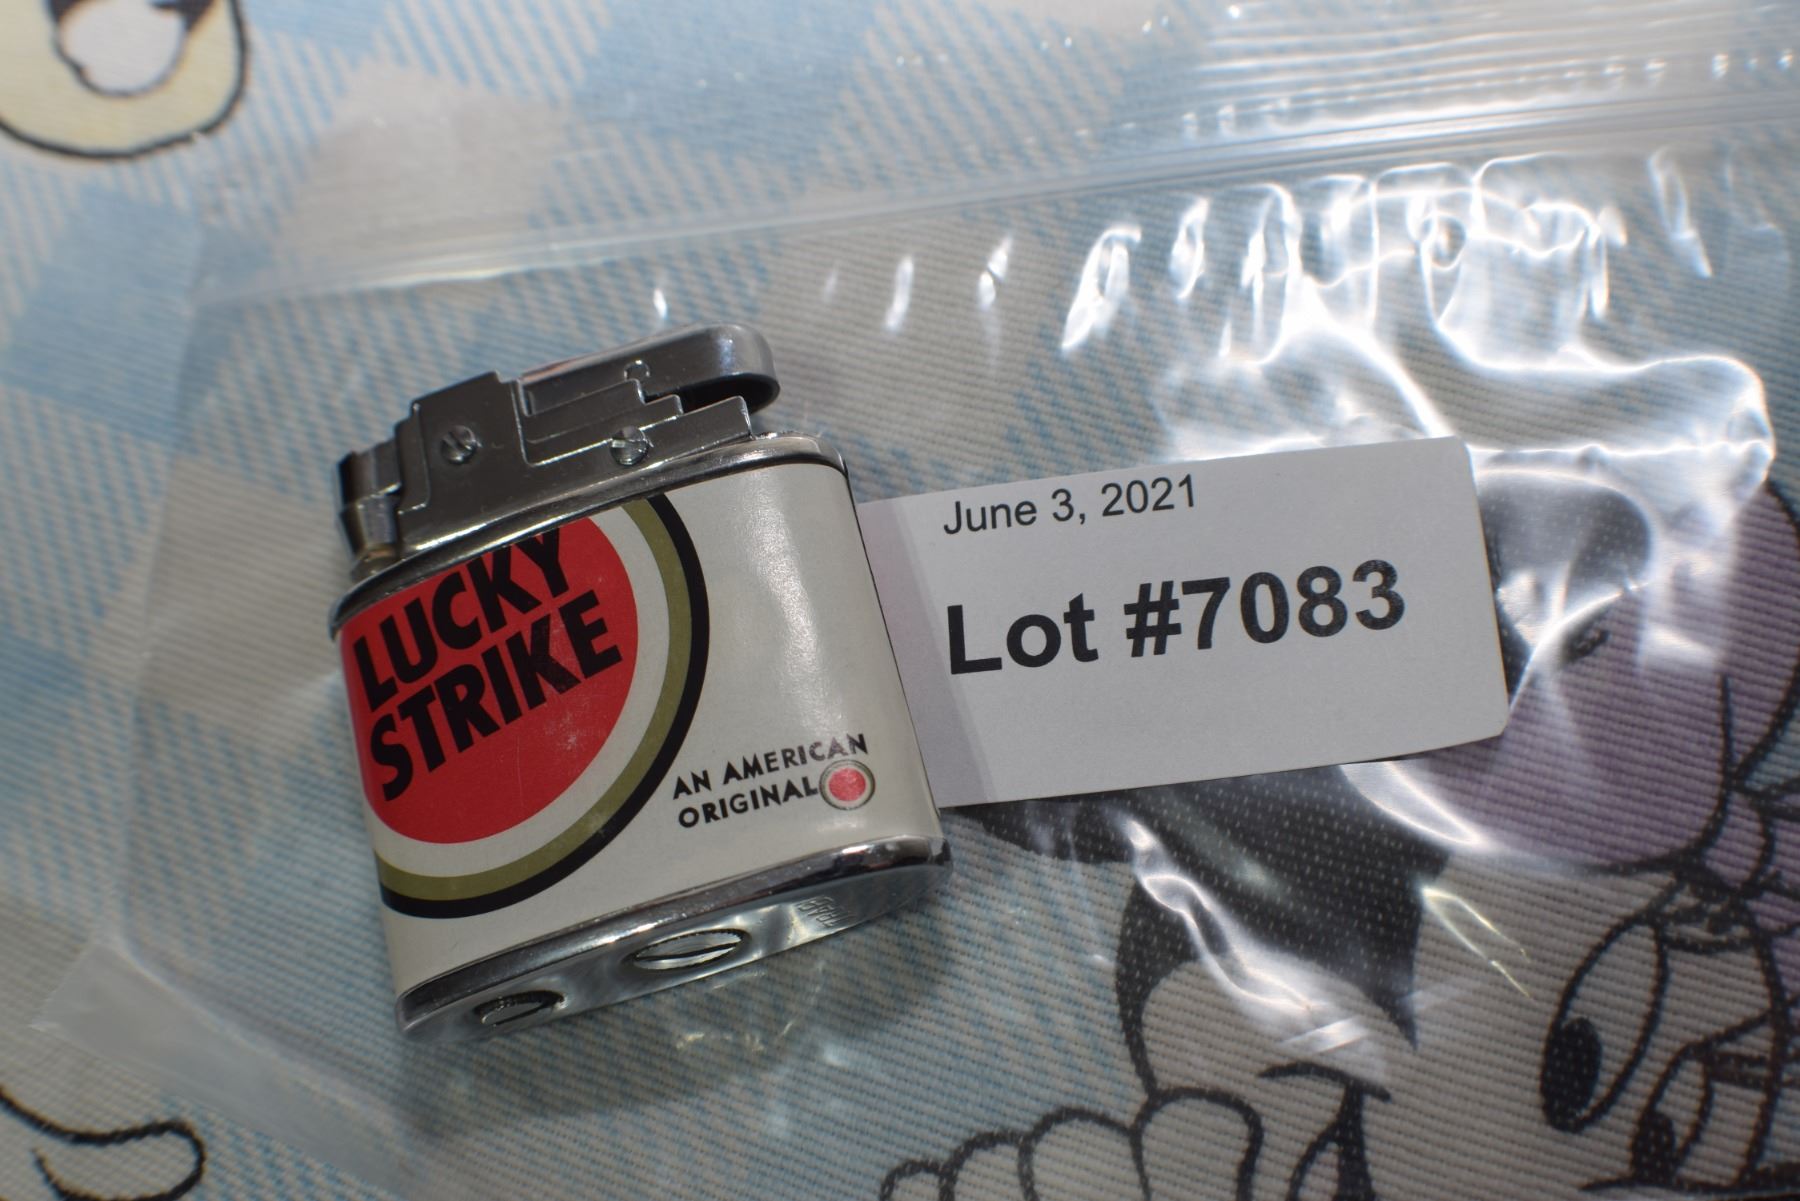 LUCKY
STRIKE
AN AMERICAN
ORIGINAL
June 3, 2021
Lot #7083